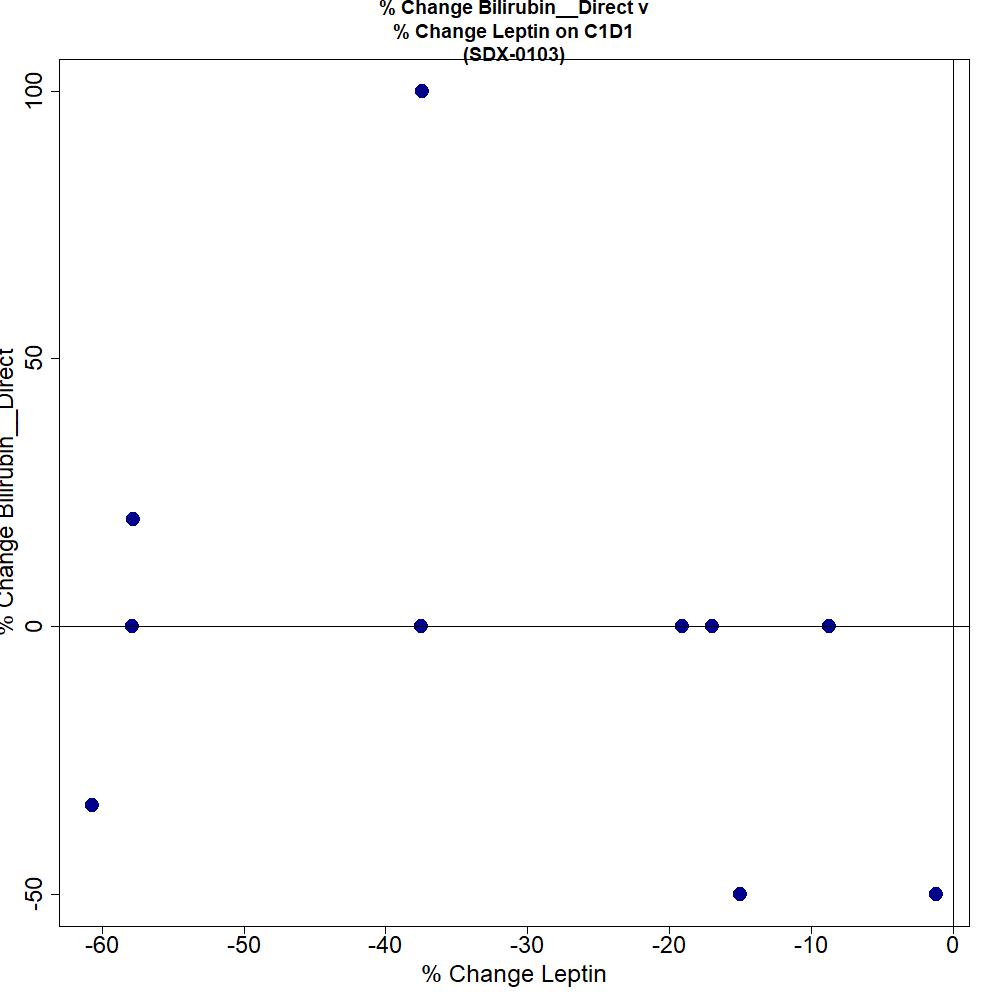 % Change Bilirubin__Direct v
% Change Leptin on C1D1
(SDX-0103)
% Change Bilirubin__Direct
100
50
0
-50
-60 -50 -40 -30 -20 -10 0
% Change Leptin